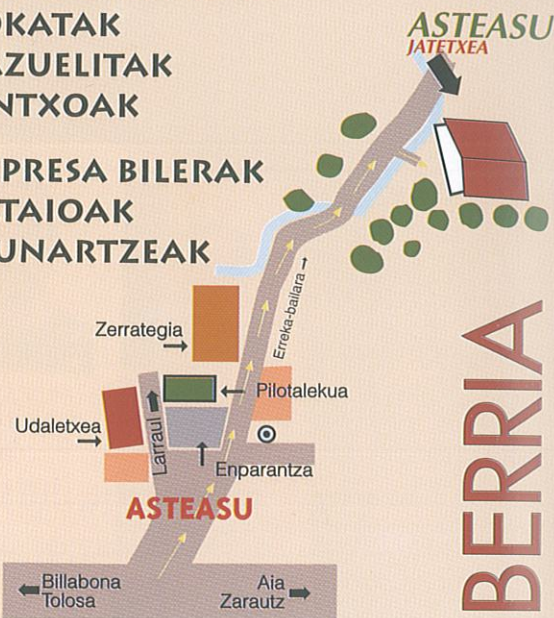 OKATAK
AZUELITAK
NTXOAK
PRESA BILERAK
TAIOAK
UNARTZEAK
ASTEASU
JATETXEA
Erreka-bailara
Zerrategia
Pilotalekua
Udaletxea
Larraul
Enparantza
ASTEASU
Billabona
Tolosa
Aia
Zarautz
BERRIA